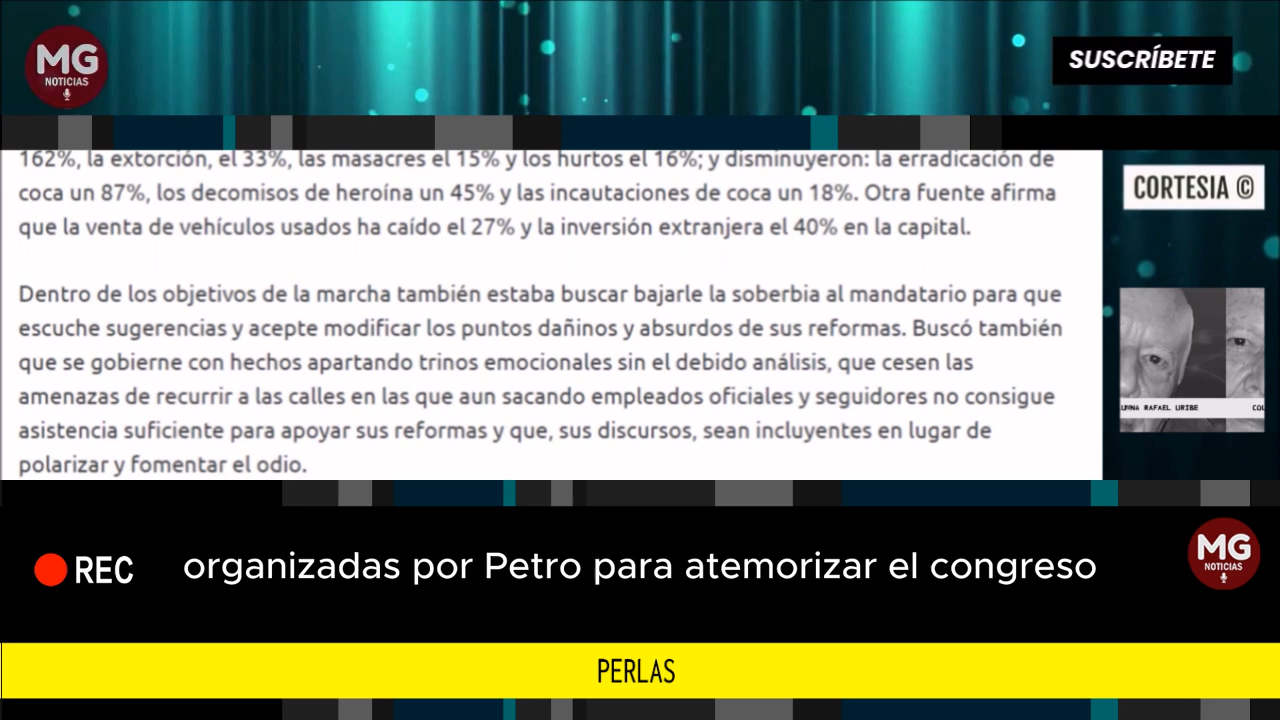 MG
NOTICIAS
SUSCRÍBETE
162%, la extorción, el 33%, las masacres el 15% y los hurtos el 16%; y disminuyeron: la erradicación de
coca un 87%, los decomisos de heroína un 45% y las incautaciones de coca un 18%. Otra fuente afirma
que la venta de vehículos usados ha caído el 27% y la inversión extranjera el 40% en la capital.
CORTESIA ©
Dentro de los objetivos de la marcha también estaba buscar bajarle la soberbia al mandatario para que
escuche sugerencias y acepte modificar los puntos dañinos y absurdos de sus reformas. Buscó también
que se gobierne con hechos apartando trinos emocionales sin el debido análisis, que cesen las
amenazas de recurrir a las calles en las que aun sacando empleados oficiales y seguidores no consigue
asistencia suficiente para apoyar sus reformas y que, sus discursos, sean incluyentes en lugar de
polarizar y fomentar el odio.
RAFAEL URIBE
REC
organizadas por Petro para atemorizar el congreso
MG
NOTICIAS
PERLAS